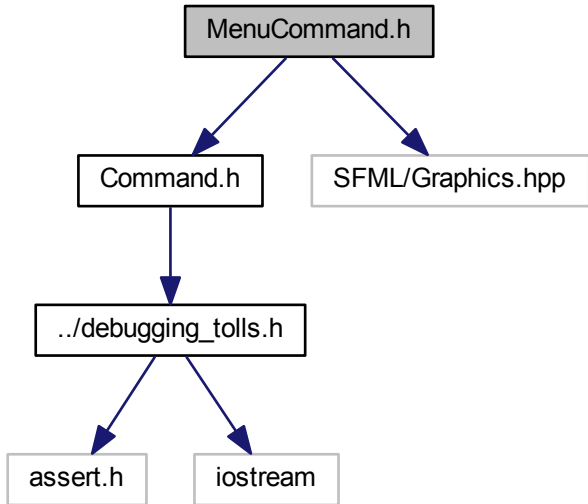 MenuCommand.h
Command.h
SFML/Graphics.hpp
../debugging_tolls.h
assert.h
iostream